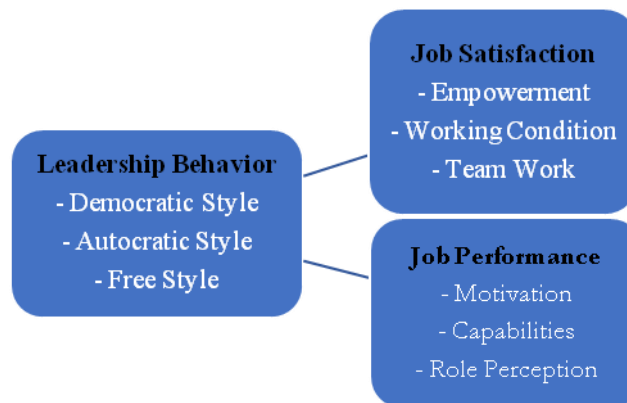 Leadership Behavior
- Democratic Style
- Autocratic Style
- Free Style
Job Satisfaction
- Empowerment
- Working Condition
- Team Work
Job Performance
- Motivation
- Capabilities
- Role Perception